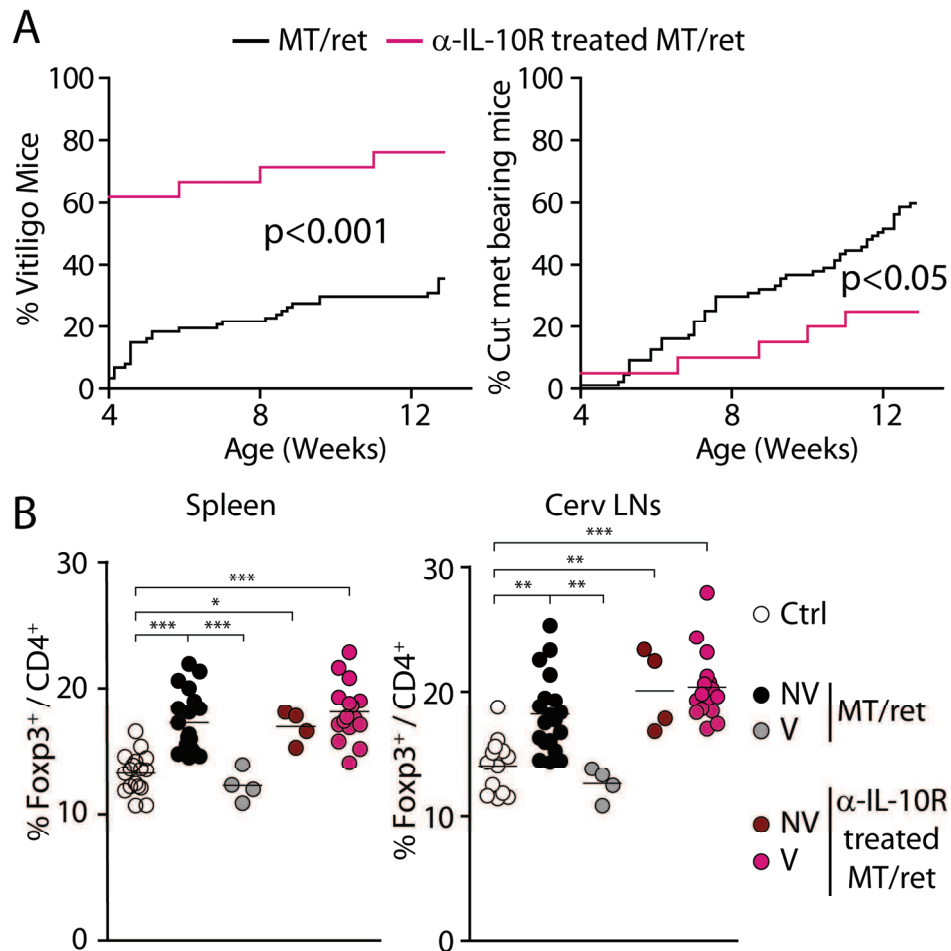 A
MT/ret α-IL-10R treated MT/ret
100
80
60
40
20
0
% Vitiligo Mice
p<0.001
4 8 12
Age (Weeks)
100
80
60
40
20
0
% Cut met bearing mice
p<0.05
4 8 12
Age (Weeks)
B
Spleen
30
20
10
0
% Foxp3⁺ / CD4⁺
***
*
*** ***
Cerv LNs
30
20
10
0
% Foxp3⁺ / CD4⁺
***
**
** **
Ctrl
NV
V
MT/ret
NV
V
α-IL-10R
treated
MT/ret